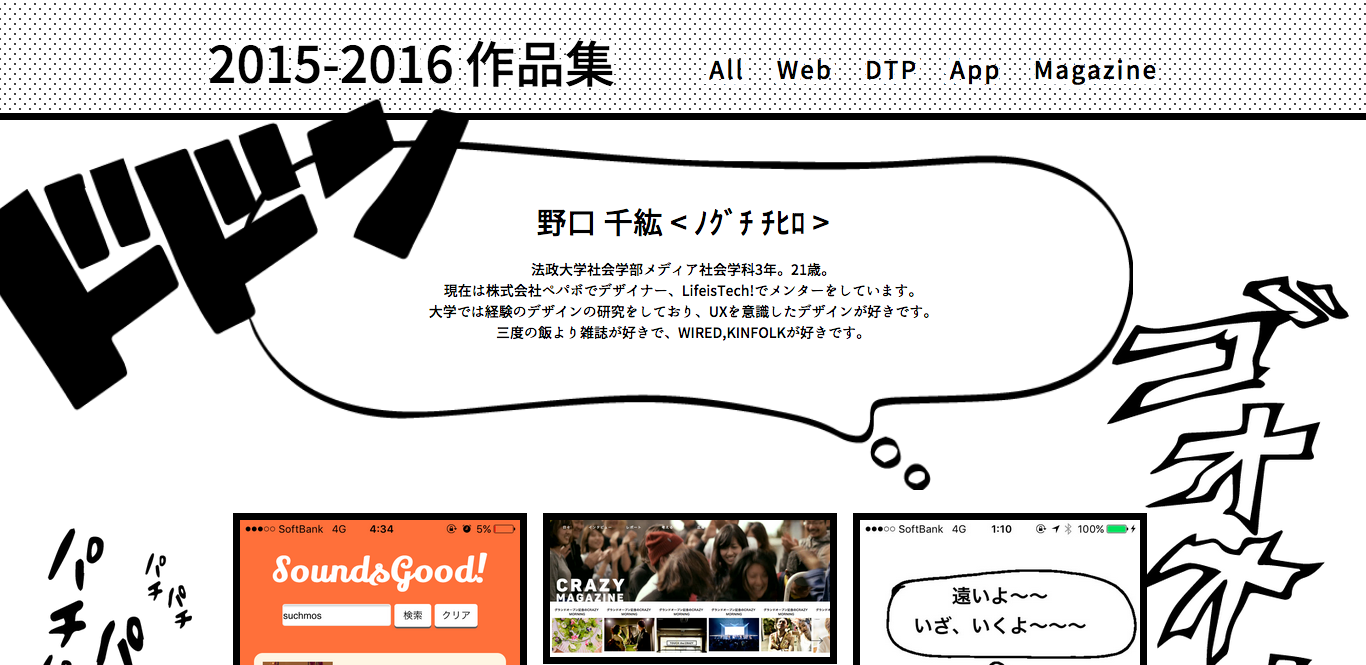 2015-2016 作品集
All Web DTP App Magazine
ドドン
野口 千紘 < ﾉｸﾞﾁ ﾁﾋﾛ >
法政大学社会学部メディア社会学科3年。21歳。
現在は株式会社ペパボでデザイナー、LifeisTech!でメンターをしています。
大学では経験のデザインの研究をしており、UXを意識したデザインが好きです。
三度の飯より雑誌が好きで、WIRED,KINFOLKが好きです。
ゴオオ
パチ
パチ
パチ
パ
SoftBank 4G 4:34 5%
SoundsGood!
suchmos 検索 クリア
CRAZY
MAGAZINE
SoftBank 4G 1:10 100%
遠いよ〜〜
いざ、いくよ〜〜〜